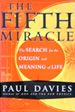 THE
FIFTH
MIRACLE
The SEARCH for the
ORIGIN and
MEANING of LIFE
PAUL DAVIES